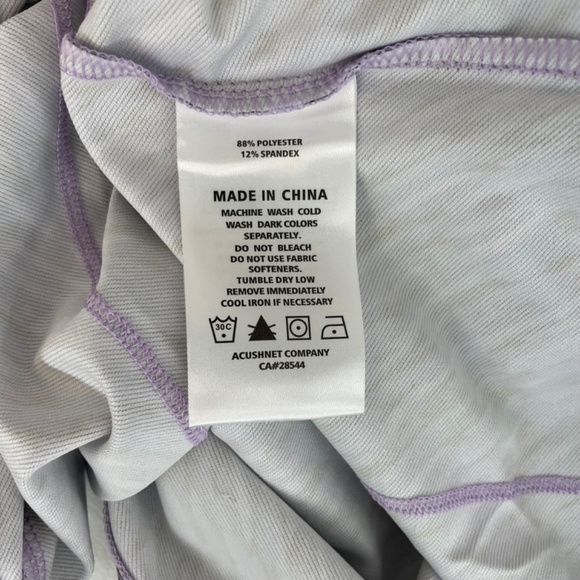 88% POLYESTER
12% SPANDEX
MADE IN CHINA
MACHINE WASH COLD
WASH DARK COLORS
SEPARATELY.
DO NOT BLEACH
DO NOT USE FABRIC
SOFTENERS.
TUMBLE DRY LOW
REMOVE IMMEDIATELY
COOL IRON IF NECESSARY
30C
ACUSHNET COMPANY
CA#28544